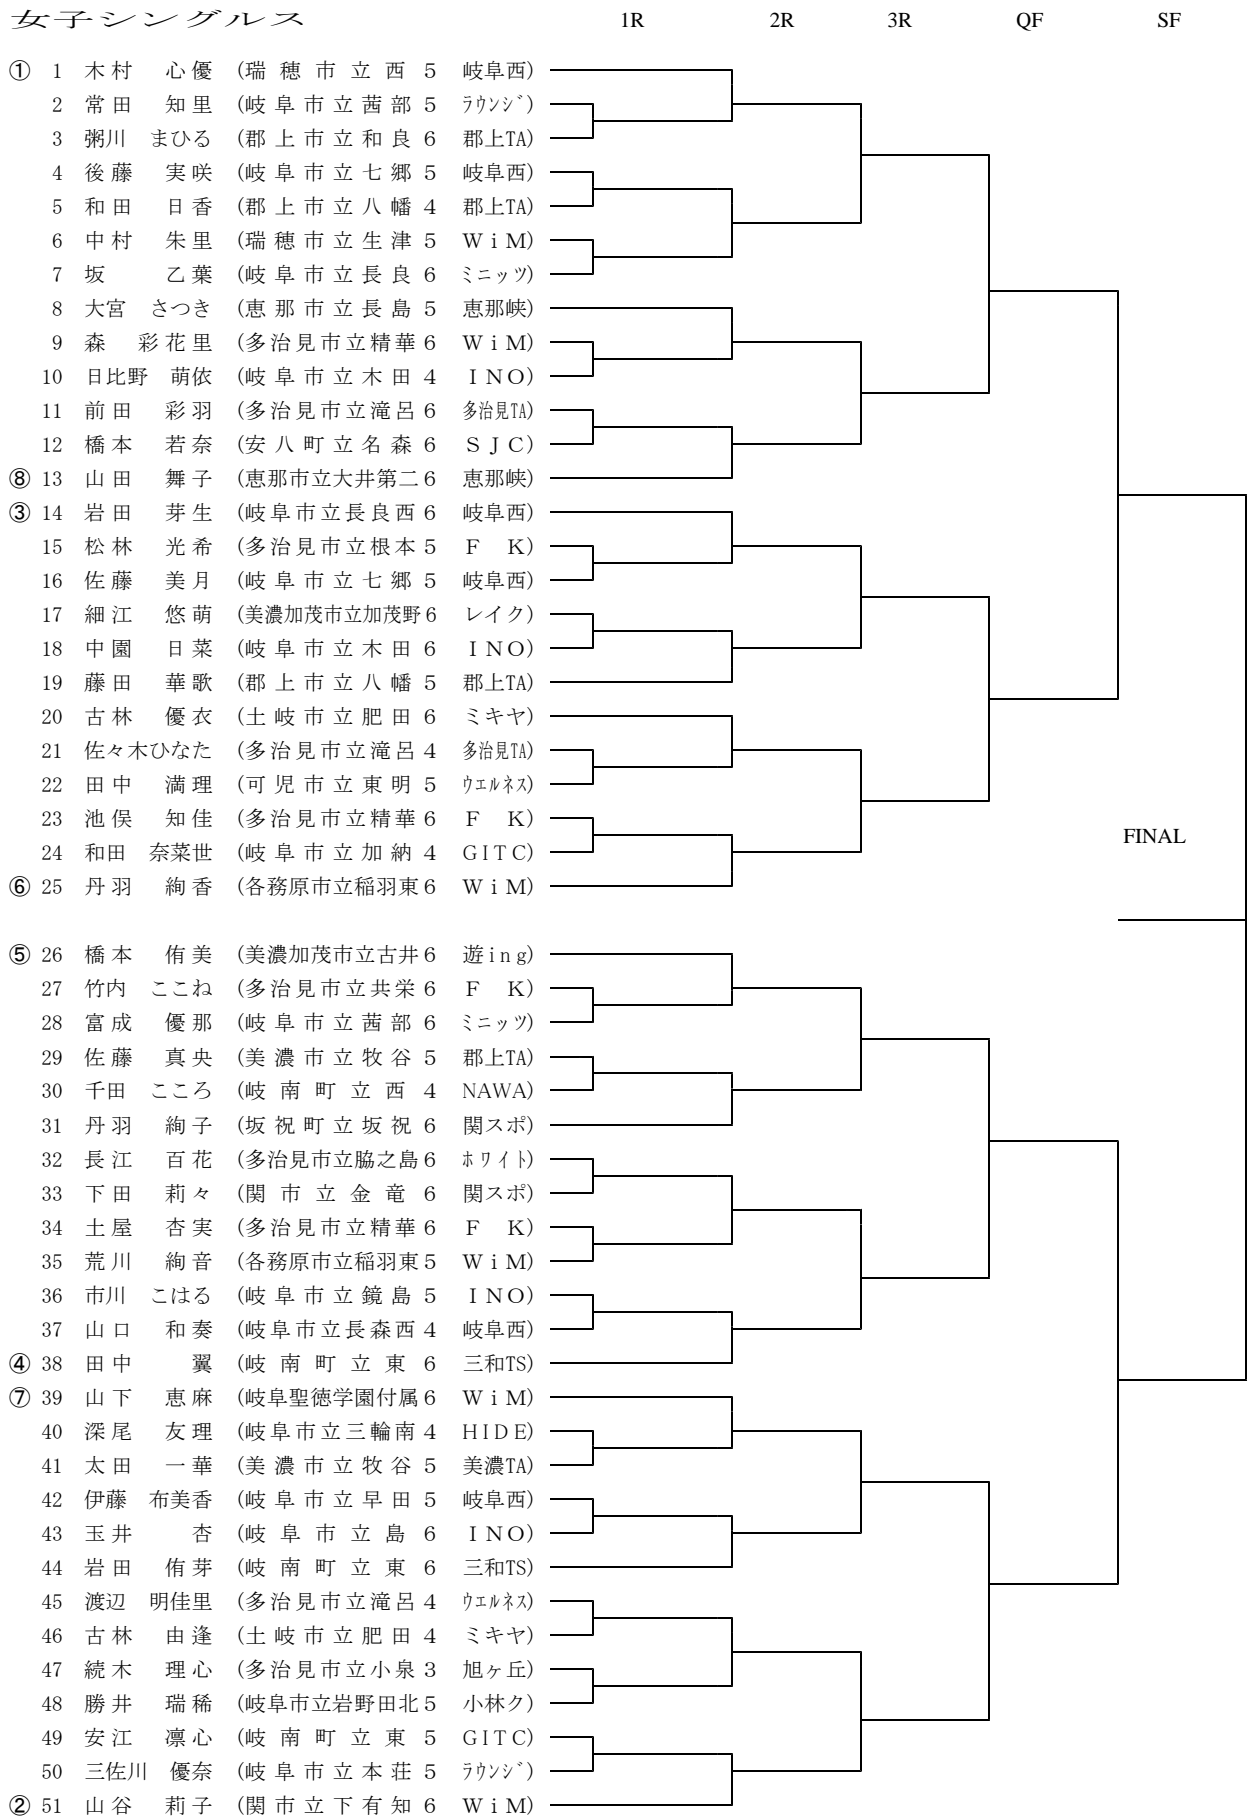 女子シングルス 1R 2R 3R QF SF
① 1 木村 心優 (瑞穂市立西 5 岐阜西)
2 常田 知里 (岐阜市立茜部 5 ラウンジ)
3 粥川 まひる (郡上市立和良 6 郡上TA)
4 後藤 実咲 (岐阜市立七郷 5 岐阜西)
5 和田 日香 (郡上市立八幡 4 郡上TA)
6 中村 朱里 (瑞穂市立生津 5 WiM)
7 坂 乙葉 (岐阜市立長良 6 ミニッツ)
8 大宮 さつき (恵那市立長島 5 恵那峡)
9 森 彩花里 (多治見市立精華 6 WiM)
10 日比野 萌依 (岐阜市立木田 4 INO)
11 前田 彩羽 (多治見市立滝呂 6 多治見TA)
12 橋本 若奈 (安八町立名森 6 SJC)
⑧ 13 山田 舞子 (恵那市立大井第二 6 恵那峡)
③ 14 岩田 芽生 (岐阜市立長良西 6 岐阜西)
15 松林 光希 (多治見市立根本 5 F K)
16 佐藤 美月 (岐阜市立七郷 5 岐阜西)
17 細江 悠萌 (美濃加茂市立加茂野 6 レイク)
18 中園 日菜 (岐阜市立木田 6 INO)
19 藤田 華歌 (郡上市立八幡 5 郡上TA)
20 古林 優衣 (土岐市立肥田 6 ミキヤ)
21 佐々木ひなた (多治見市立滝呂 4 多治見TA)
22 田中 満理 (可児市立東明 5 ウエルネス)
23 池俣 知佳 (多治見市立精華 6 F K)
24 和田 奈菜世 (岐阜市立加納 4 GITC)
FINAL
⑥ 25 丹羽 絢香 (各務原市立稲羽東 6 WiM)
⑤ 26 橋本 侑美 (美濃加茂市立古井 6 遊ing)
27 竹内 ここね (多治見市立共栄 6 F K)
28 富成 優那 (岐阜市立茜部 6 ミニッツ)
29 佐藤 真央 (美濃市立牧谷 5 郡上TA)
30 千田 こころ (岐南町立西 4 NAWA)
31 丹羽 絢子 (坂祝町立坂祝 6 関スポ)
32 長江 百花 (多治見市立脇之島 6 ホワイト)
33 下田 莉々 (関市立金竜 6 関スポ)
34 土屋 杏実 (多治見市立精華 6 F K)
35 荒川 絢音 (各務原市立稲羽東 5 WiM)
36 市川 こはる (岐阜市立鏡島 5 INO)
37 山口 和奏 (岐阜市立長森西 4 岐阜西)
④ 38 田中 翼 (岐南町立東 6 三和TS)
⑦ 39 山下 恵麻 (岐阜聖徳学園付属 6 WiM)
40 深尾 友理 (岐阜市立三輪南 4 HIDE)
41 太田 一華 (美濃市立牧谷 5 美濃TA)
42 伊藤 布美香 (岐阜市立早田 5 岐阜西)
43 玉井 杏 (岐阜市立島 6 INO)
44 岩田 侑芽 (岐南町立東 6 三和TS)
45 渡辺 明佳里 (多治見市立滝呂 4 ウエルネス)
46 古林 由逢 (土岐市立肥田 4 ミキヤ)
47 続木 理心 (多治見市立小泉 3 旭ヶ丘)
48 勝井 瑞稀 (岐阜市立岩野田北 5 小林ク)
49 安江 凛心 (岐南町立東 5 GITC)
50 三佐川 優奈 (岐阜市立本荘 5 ラウンジ)
② 51 山谷 莉子 (関市立下有知 6 WiM)